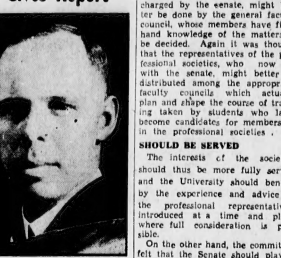 charged by the senate, might
ter be done by the general fac
council, whose members have fi
hand knowledge of the matters
be decided. Again it was thou
that the representatives of the p
fessional societies, who now
with the senate, might better
distributed among the appropr
faculty councils which actu
plan and shape the course of tra
ing taken by students who la
become candidates for members
in the professional societies .
SHOULD BE SERVED
The interests of the socie
should thus be more fully ser
and the University should ben
by the experience and advice
the professional representati
introduced at a time and pl
where full consideration is p
sible.
On the other hand, the commit
felt that the Senate should play